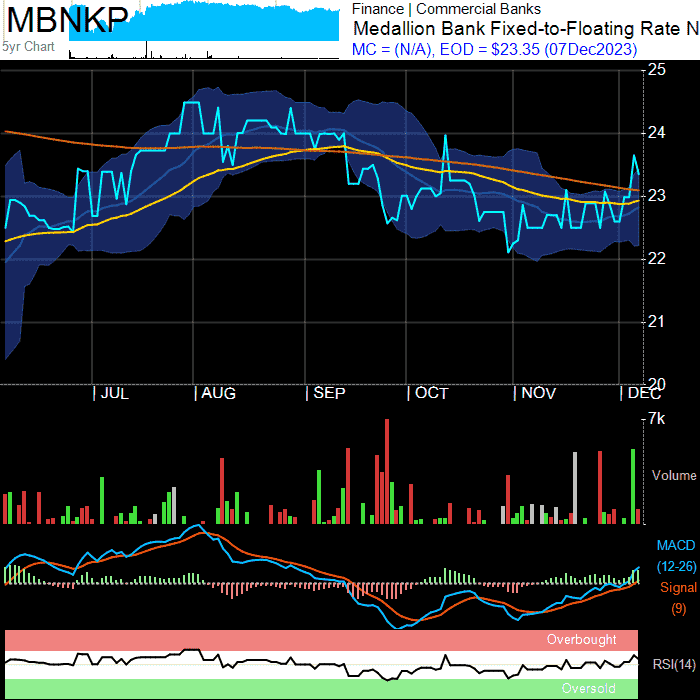 MBNKP
5yr Chart
Finance | Commercial Banks
Medallion Bank Fixed-to-Floating Rate N
MC = (N/A), EOD = $23.35 (07Dec2023)
25
24
23
22
21
20
JUL AUG SEP OCT NOV DEC
7k
Volume
MACD
(12-26)
Signal
(9)
Overbought
RSI(14)
Oversold